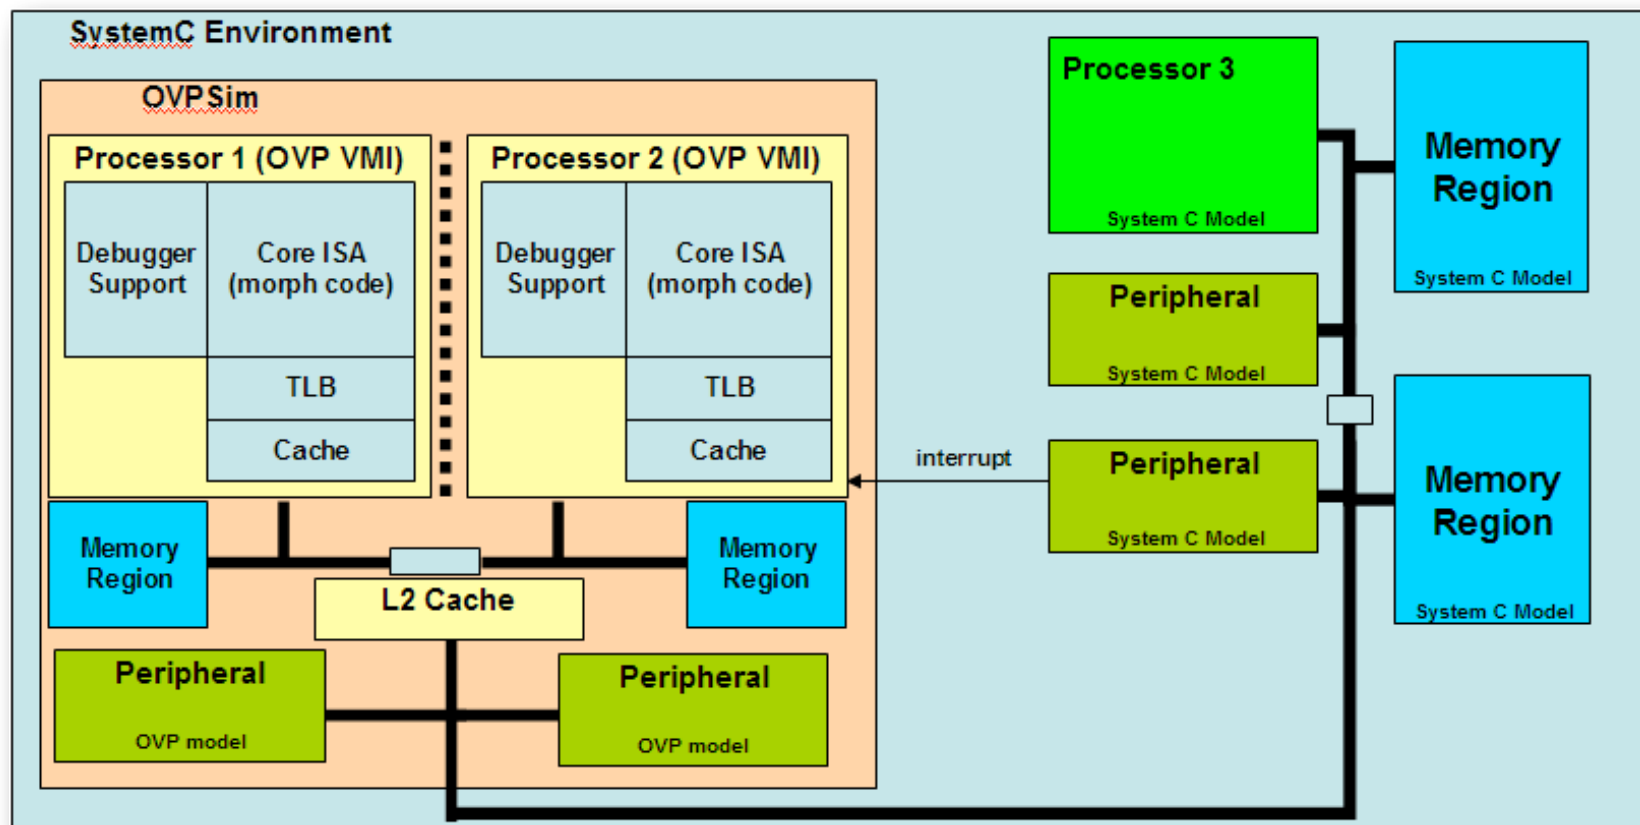 SystemC Environment
OVPSim
Processor 1 (OVP VMI)
Debugger
Support
Core ISA
(morph code)
TLB
Cache
Processor 2 (OVP VMI)
Debugger
Support
Core ISA
(morph code)
TLB
Cache
Memory
Region
Memory
Region
L2 Cache
Peripheral
OVP model
Peripheral
OVP model
interrupt
Processor 3
System C Model
Peripheral
System C Model
Peripheral
System C Model
Memory
Region
System C Model
Memory
Region
System C Model